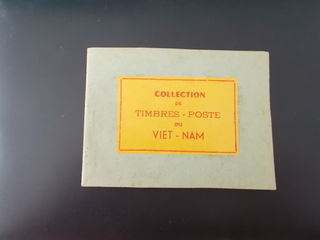 COLLECTION
DE
TIMBRES - POSTE
DU
VIET - NAM